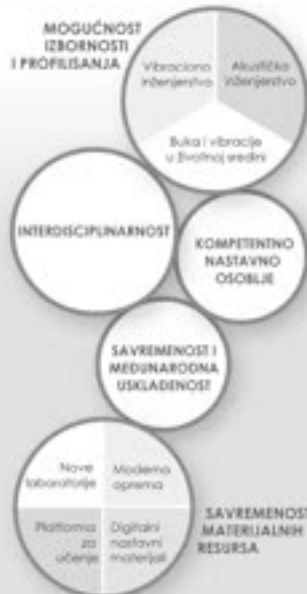 MOGUĆNOST
IZBORNOSTI
I PROFILISANJA
Vibraciono
inženjerstvo
Akustičko
inženjerstvo
Buka i vibracije
u životnoj sredini
INTERDISCIPLINARNOST
KOMPETENTNO
NASTAVNO
OSOBLJE
SAVREMENOST I
MEĐUNARODNA
USKLAĐENOST
Nove
laboratorije
Moderna
oprema
Platforma
za
učenje
Digitalni
nastavni
materijali
SAVREMENOST
MATERIJALNIH
RESURSA